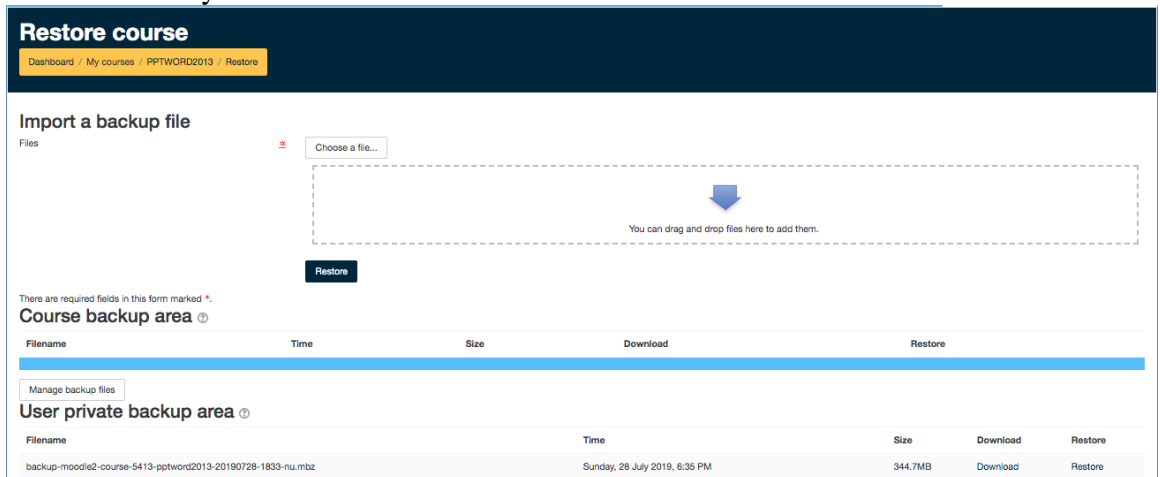 Restore course
Dashboard / My courses / PPTWORD2013 / Restore
Import a backup file
Files * Choose a file...
You can drag and drop files here to add them.
Restore
There are required fields in this form marked *.
Course backup area
Filename Time Size Download Restore
Manage backup files
User private backup area
Filename Time Size Download Restore
backup-moodle2-course-5413-pptword2013-20190728-1833-nu.mbz Sunday, 28 July 2019, 6:35 PM 344.7MB Download Restore